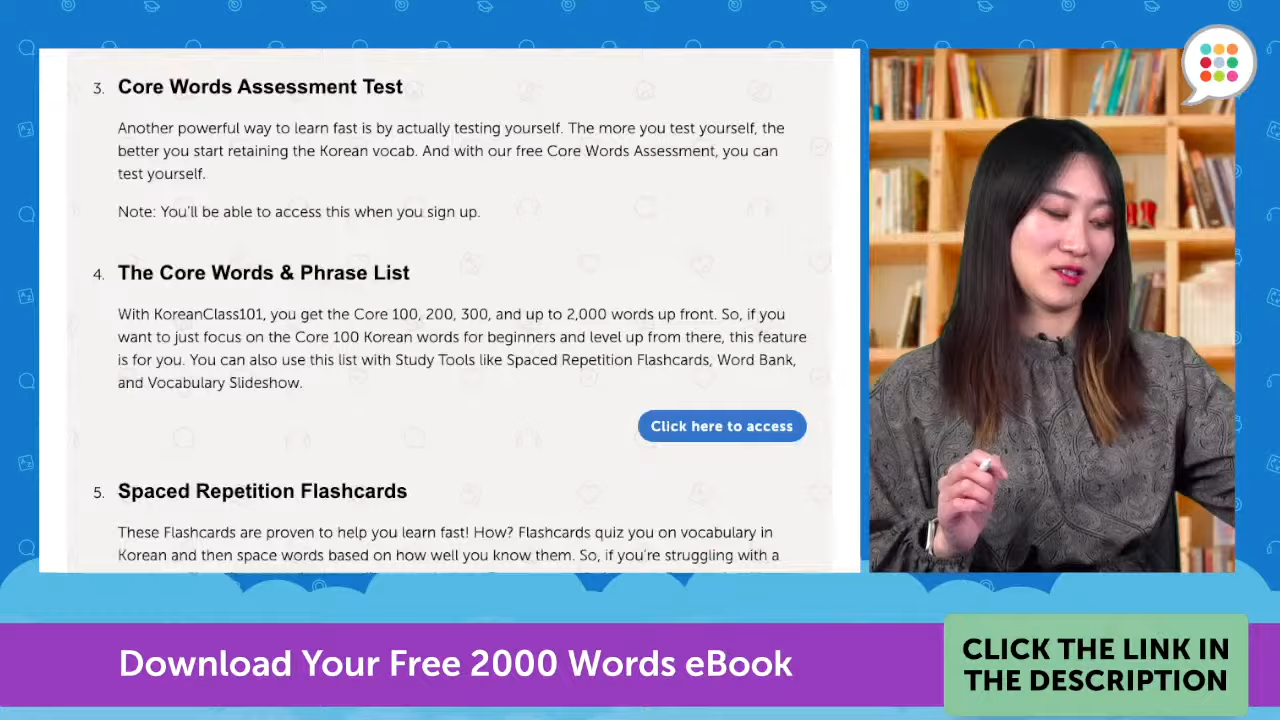 3. Core Words Assessment Test
Another powerful way to learn fast is by actually testing yourself. The more you test yourself, the
better you start retaining the Korean vocab. And with our free Core Words Assessment, you can
test yourself.
Note: You'll be able to access this when you sign up.
4. The Core Words & Phrase List
With KoreanClass101, you get the Core 100, 200, 300, and up to 2,000 words up front. So, if you
want to just focus on the Core 100 Korean words for beginners and level up from there, this feature
is for you. You can also use this list with Study Tools like Spaced Repetition Flashcards, Word Bank,
and Vocabulary Slideshow.
Click here to access
5. Spaced Repetition Flashcards
These Flashcards are proven to help you learn fast! How? Flashcards quiz you on vocabulary in
Korean and then space words based on how well you know them. So, if you're struggling with a
Download Your Free 2000 Words eBook
CLICK THE LINK IN
THE DESCRIPTION